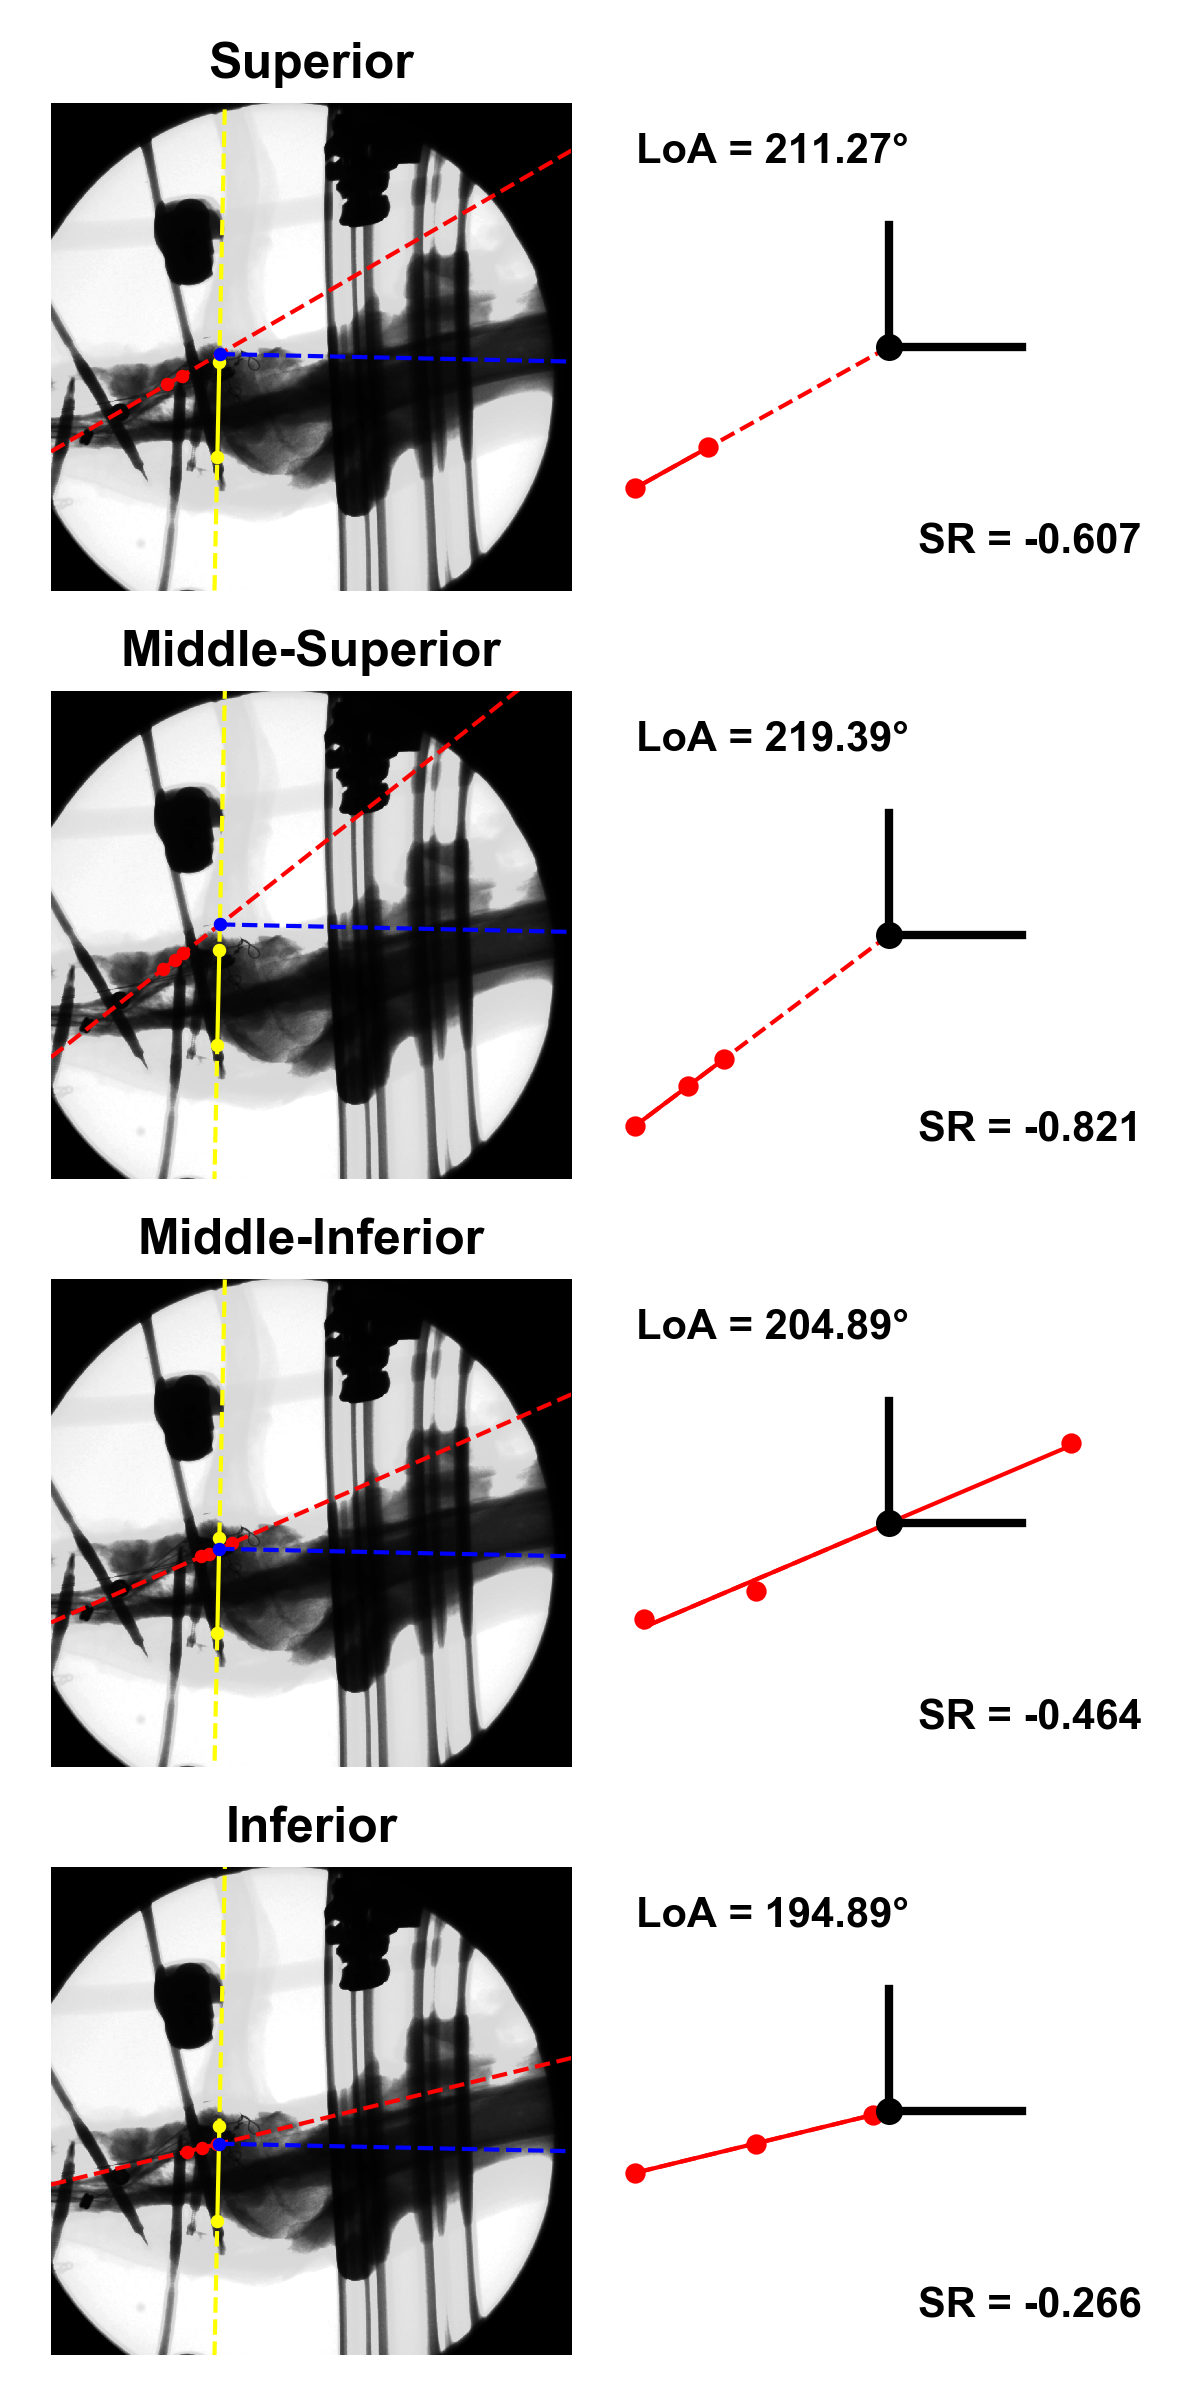 Superior
LoA = 211.27°
SR = -0.607
Middle-Superior
LoA = 219.39°
SR = -0.821
Middle-Inferior
LoA = 204.89°
SR = -0.464
Inferior
LoA = 194.89°
SR = -0.266